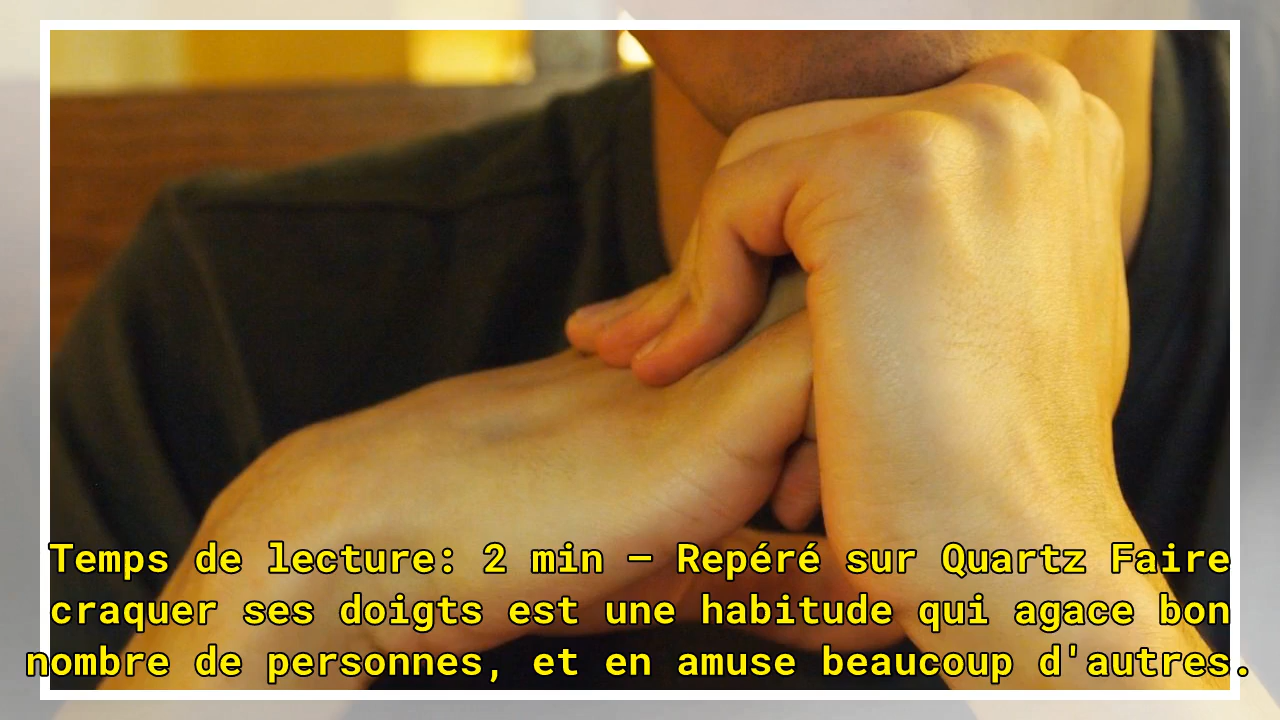 Temps de lecture: 2 min — Repéré sur Quartz Faire
craquer ses doigts est une habitude qui agace bon
nombre de personnes, et en amuse beaucoup d'autres.